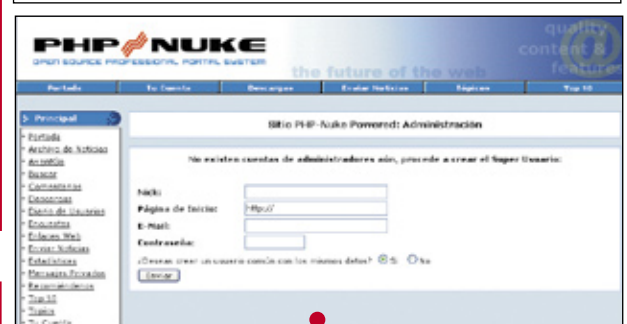 PHP NUKE
OPEN SOURCE PROFESSIONAL PORTAL SYSTEM
quality
content &
feature
the future of the web
Portada Tu Cuenta Descargas Enviar Noticias Tópicos Top 10
Principal
Sitio PHP-Nuke Powered: Administración
· Portada
· Archivo de Noticias
· AvantGo
· Buscar
· Comentarios
· Descargas
· Diario de Usuarios
· Encuestas
· Enlaces Web
· Enviar Noticias
· Estadísticas
· Mensajes Privados
· Recomiéndenos
· Top 10
· Topics
· Tu Cuenta
No existen cuentas de administradores aún, procede a crear el Super Usuario:
Nick:
Página de Inicio: http://
E-Mail:
Contraseña:
¿Deseas crear un usuario común con los mismos datos? Si No
Enviar